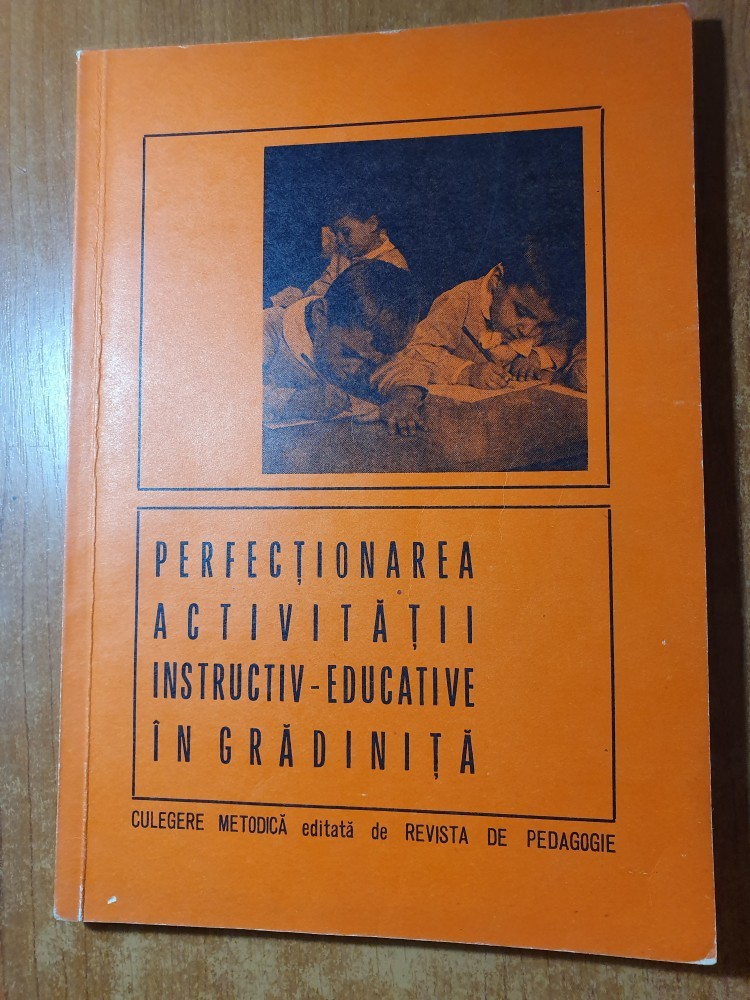 PERFECȚIONAREA
ACTIVITĂȚII
INSTRUCTIV-EDUCATIVE
ÎN GRĂDINIȚĂ
CULEGERE METODICĂ editată de REVISTA DE PEDAGOGIE